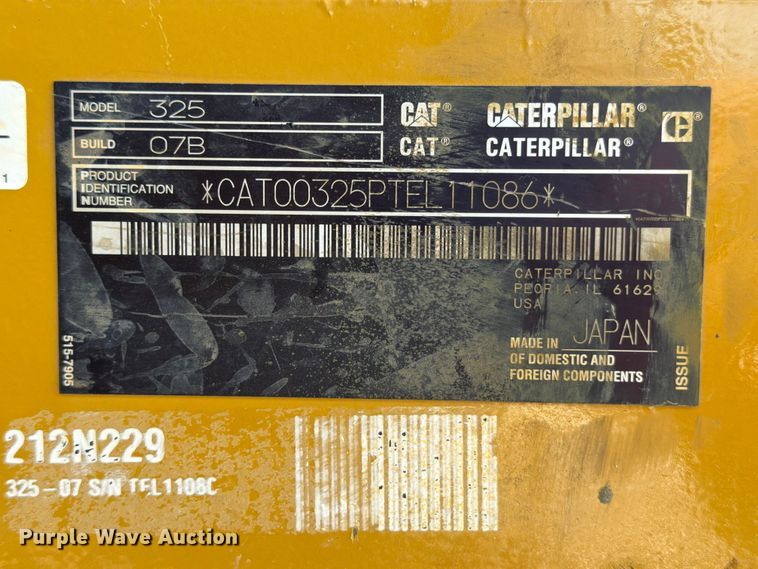 MODEL 325
BUILD 07B
CAT® CATERPILLAR®
CAT® CATERPILLAR®
PRODUCT
IDENTIFICATION
NUMBER
*CAT00325PTEL11086*
CATERPILLAR INC
PEORIA, IL 61629
USA
MADE IN JAPAN
OF DOMESTIC AND
FOREIGN COMPONENTS
ISSUE
515-7905
1
212N229
325-07 S/N TEL1108C
Purple Wave Auction